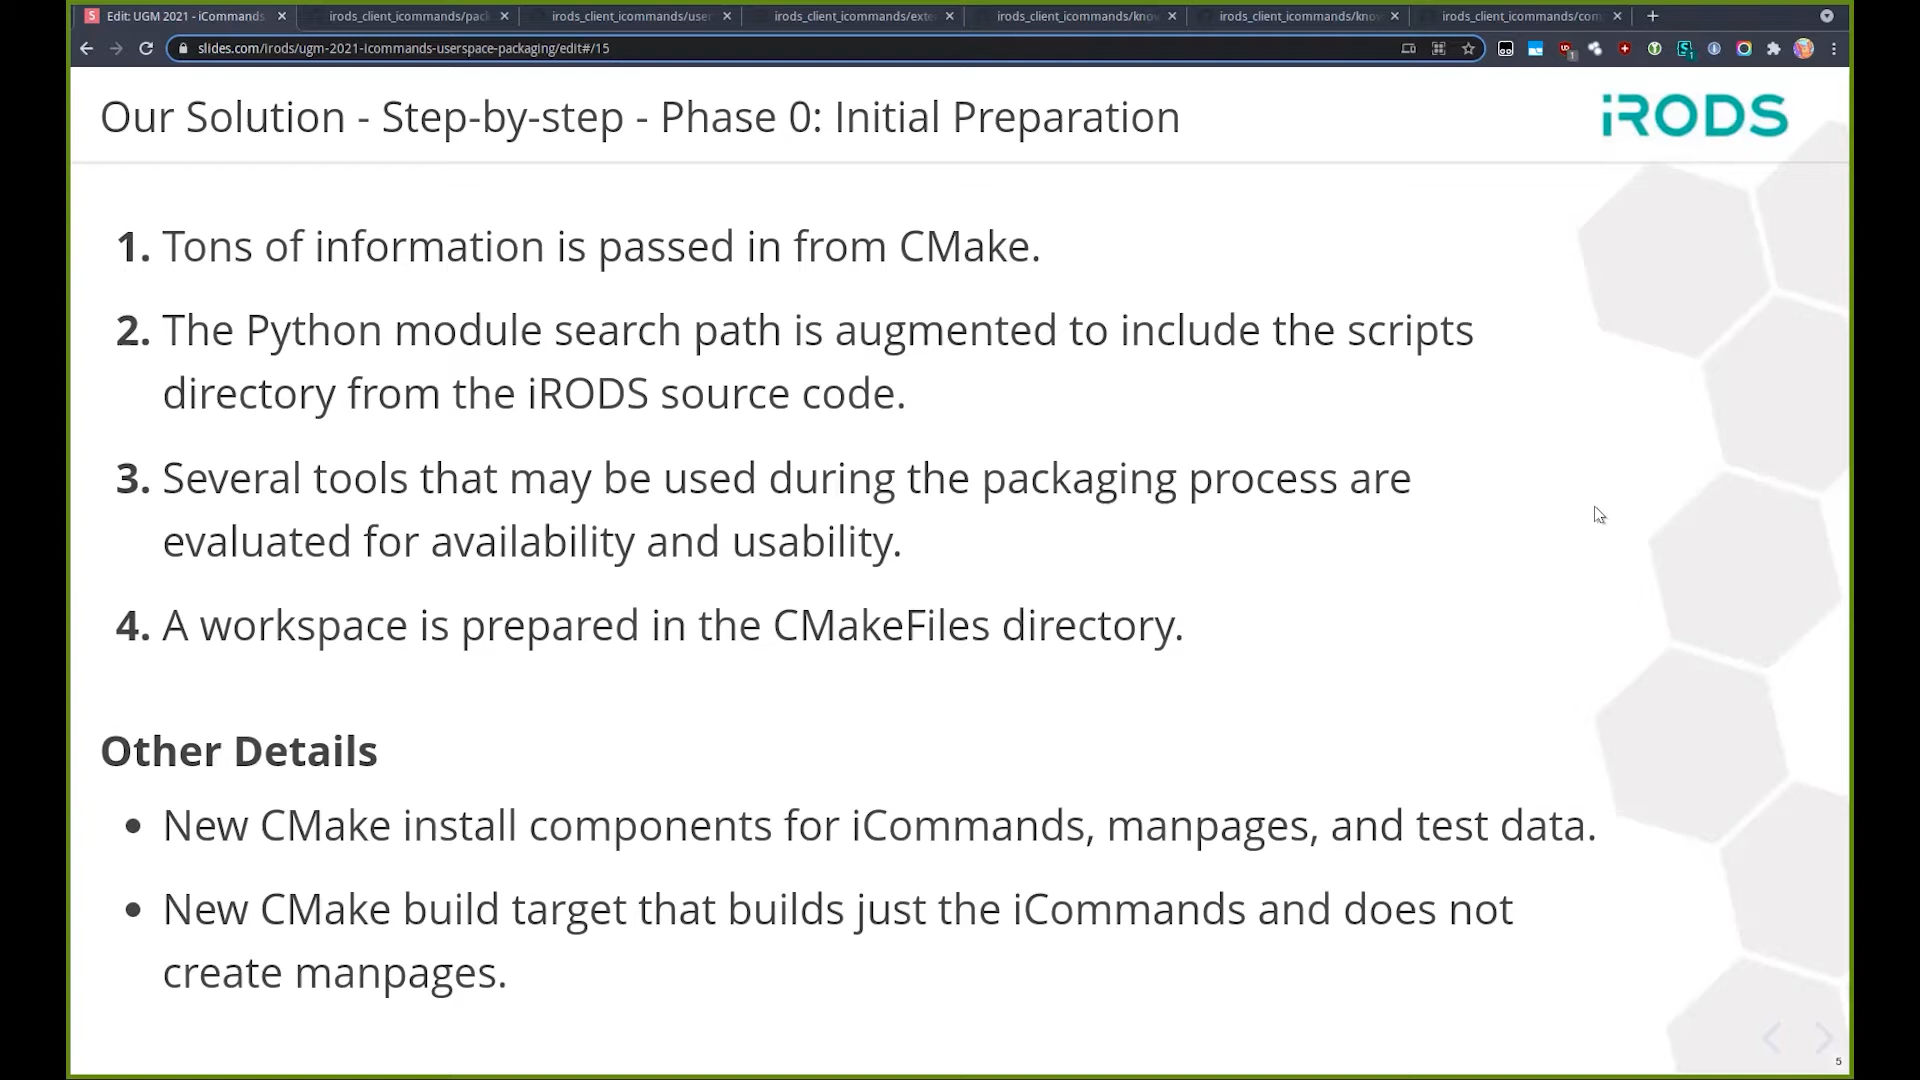 Edit: UGM 2021 - iCommands
irods_client_icommands/pack
irods_client_icommands/user
irods_client_icommands/exte
irods_client_icommands/know
irods_client_icommands/know
irods_client_icommands/com
slides.com/irods/ugm-2021-icommands-userspace-packaging/edit#/15
Our Solution - Step-by-step - Phase 0: Initial Preparation
iRODS
1. Tons of information is passed in from CMake.
2. The Python module search path is augmented to include the scripts
directory from the iRODS source code.
3. Several tools that may be used during the packaging process are
evaluated for availability and usability.
4. A workspace is prepared in the CMakeFiles directory.
Other Details
• New CMake install components for iCommands, manpages, and test data.
• New CMake build target that builds just the iCommands and does not
create manpages.
5